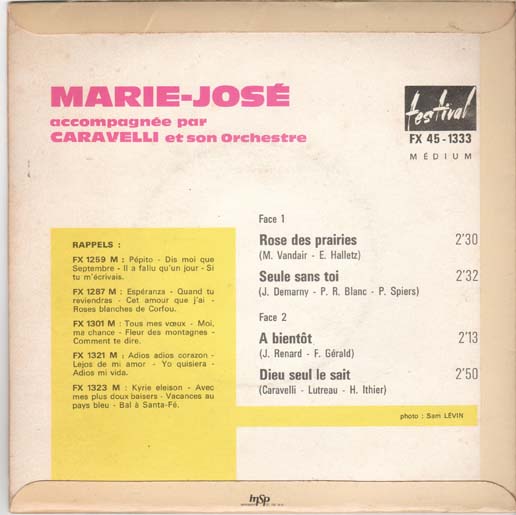 MARIE-JOSÉ
accompagnée par
CARAVELLI et son Orchestre
festival
FX 45-1333
MÉDIUM
RAPPELS :
FX 1259 M : Pépito - Dis moi que
Septembre - Il a fallu qu'un jour - Si
tu m'écrivais.
FX 1287 M : Espéranza - Quand tu
reviendras - Cet amour que j'ai -
Roses blanches de Corfou.
FX 1301 M : Tous mes vœux - Moi,
ma chance - Fleur des montagnes -
Comment te dire.
FX 1321 M : Adios adios corazon -
Lejos de mi amor - Yo quisiera -
Adios mi vida.
FX 1323 M : Kyrie eleison - Avec
mes plus doux baisers - Vacances au
pays bleu - Bal à Santa-Fé.
Face 1
Rose des prairies 2'30
(M. Vandair - E. Halletz)
Seule sans toi 2'32
(J. Demarny - P. R. Blanc - P. Spiers)
Face 2
A bientôt 2'13
(J. Renard - F. Gérald)
Dieu seul le sait 2'50
(Caravelli - Lutreau - H. Ithier)
photo : Sam LÉVIN